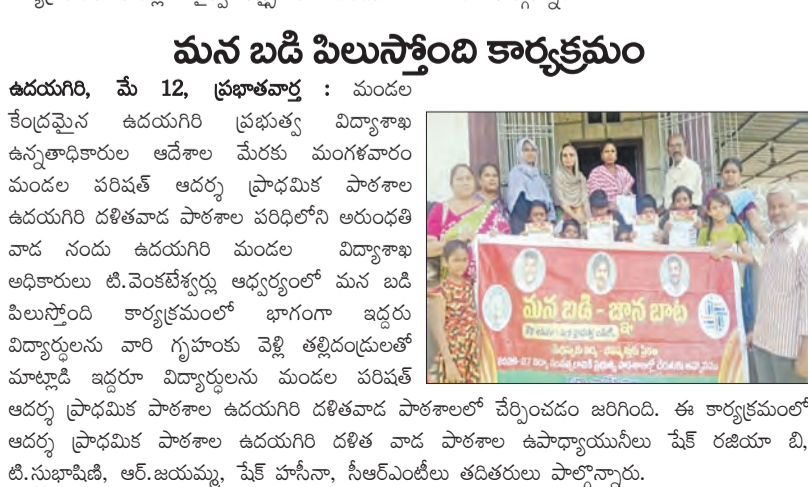 మన బడి పిలుస్తోంది కార్యక్రమం
ఉదయగిరి, మే 12, ప్రభాతవార్త : మండల
కేంద్రమైన ఉదయగిరి ప్రభుత్వ విద్యాశాఖ
ఉన్నతాధికారుల ఆదేశాల మేరకు మంగళవారం
మండల పరిషత్ ఆదర్శ ప్రాధమిక పాఠశాల
ఉదయగిరి దళితవాడ పాఠశాల పరిధిలోని అరుంధతి
వాడ నందు ఉదయగిరి మండల విద్యాశాఖ
అధికారులు టి.వెంకటేశ్వర్లు ఆధ్వర్యంలో మన బడి
పిలుస్తోంది కార్యక్రమంలో భాగంగా ఇద్దరు
విద్యార్ధులను వారి గృహంకు వెళ్లి తల్లిదండ్రులతో
మాట్లాడి ఇద్దరూ విద్యార్ధులను మండల పరిషత్
ఆదర్శ ప్రాధమిక పాఠశాల ఉదయగిరి దళితవాడ పాఠశాలలో చేర్పించడం జరిగింది. ఈ కార్యక్రమంలో
ఆదర్శ ప్రాధమిక పాఠశాల ఉదయగిరి దళిత వాడ పాఠశాల ఉపాధ్యాయునీలు షేక్ రజియా బి,
టి.సుభాషిణి, ఆర్.జయమ్మ, షేక్ హసీనా, సీఆర్ఎంటీలు తదితరులు పాల్గొన్నారు.
మన బడి - జ్ఞాన బాట